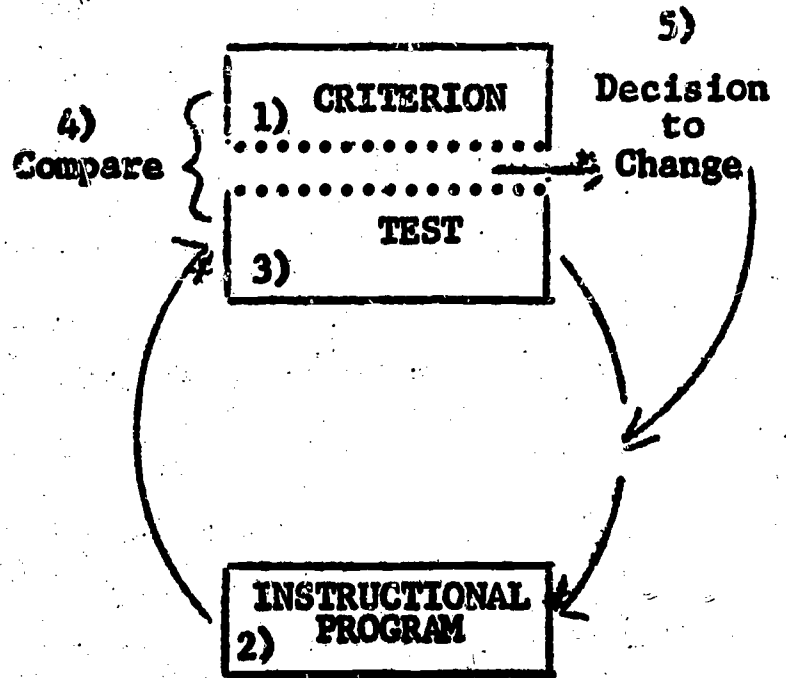 5)
Decision
to
Change
1) CRITERION
4)
Compare
TEST
3)
INSTRUCTIONAL
PROGRAM
2)